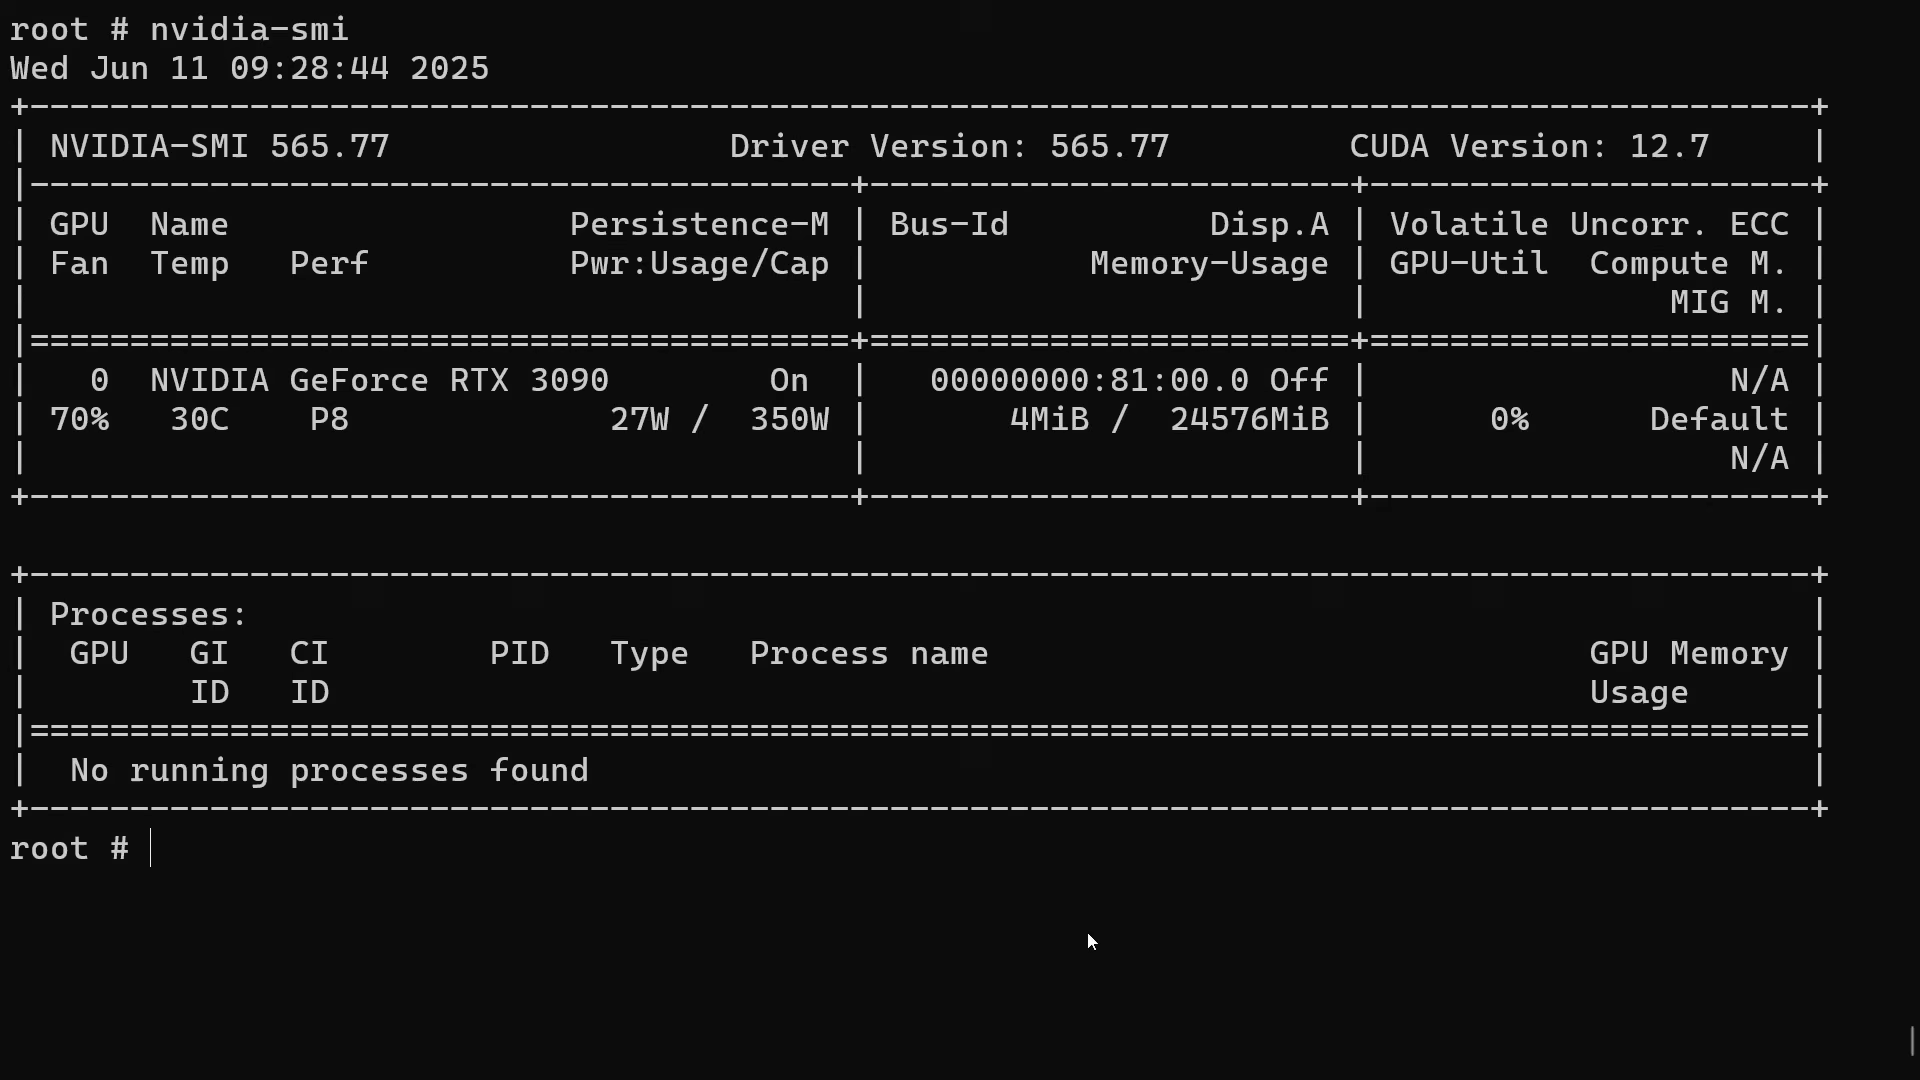 root # nvidia-smi
Wed Jun 11 09:28:44 2025
+-----------------------------------------------------------------------------------------+
| NVIDIA-SMI 565.77                 Driver Version: 565.77         CUDA Version: 12.7     |
|-----------------------------------------+------------------------+----------------------+
| GPU  Name                 Persistence-M | Bus-Id          Disp.A | Volatile Uncorr. ECC |
| Fan  Temp   Perf          Pwr:Usage/Cap |           Memory-Usage | GPU-Util  Compute M. |
|                                         |                        |               MIG M. |
|=========================================+========================+======================|
|   0  NVIDIA GeForce RTX 3090        On  |   00000000:81:00.0 Off |                  N/A |
| 70%   30C    P8             27W /  350W |       4MiB /  24576MiB |      0%      Default |
|                                         |                        |                  N/A |
+-----------------------------------------+------------------------+----------------------+

+-----------------------------------------------------------------------------------------+
| Processes:                                                                              |
|  GPU   GI   CI        PID   Type   Process name                              GPU Memory |
|        ID   ID                                                               Usage      |
|=========================================================================================|
|  No running processes found                                                             |
+-----------------------------------------------------------------------------------------+
root #